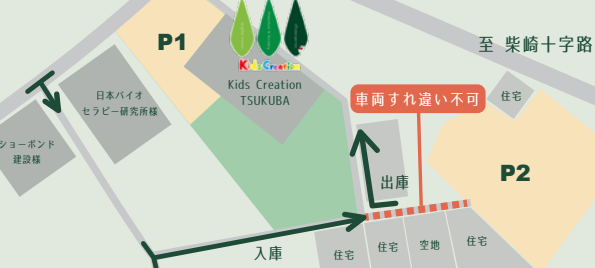 P1
Kids Creation
Kids Creation
TSUKUBA
至 柴崎十字路
車両すれ違い不可
住宅
日本バイオ
セラピー研究所様
ショーボンド
建設様
P2
出庫
入庫
住宅
住宅
空地
住宅